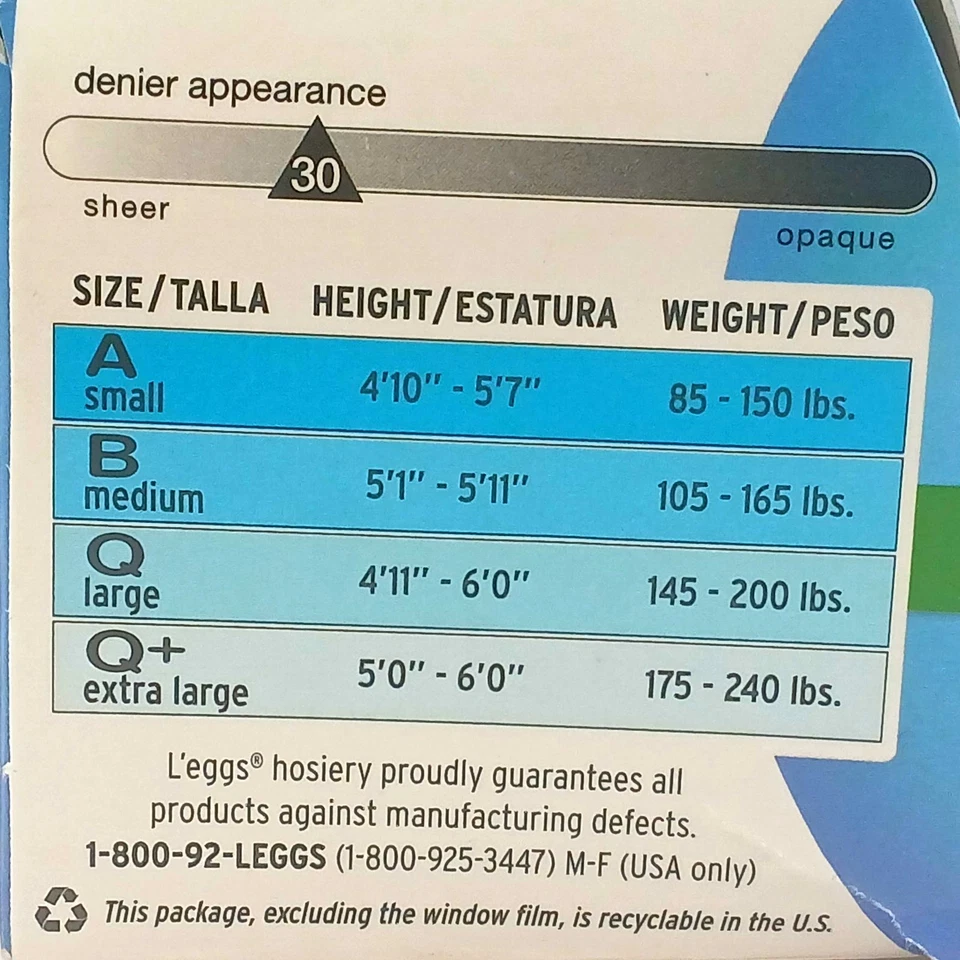 denier appearance
30
sheer
opaque
SIZE/TALLA HEIGHT/ESTATURA WEIGHT/PESO
A
small 4'10" - 5'7" 85 - 150 lbs.
B
medium 5'1" - 5'11" 105 - 165 lbs.
Q
large 4'11" - 6'0" 145 - 200 lbs.
Q+
extra large 5'0" - 6'0" 175 - 240 lbs.
L'eggs® hosiery proudly guarantees all
products against manufacturing defects.
1-800-92-LEGGS (1-800-925-3447) M-F (USA only)
This package, excluding the window film, is recyclable in the U.S.